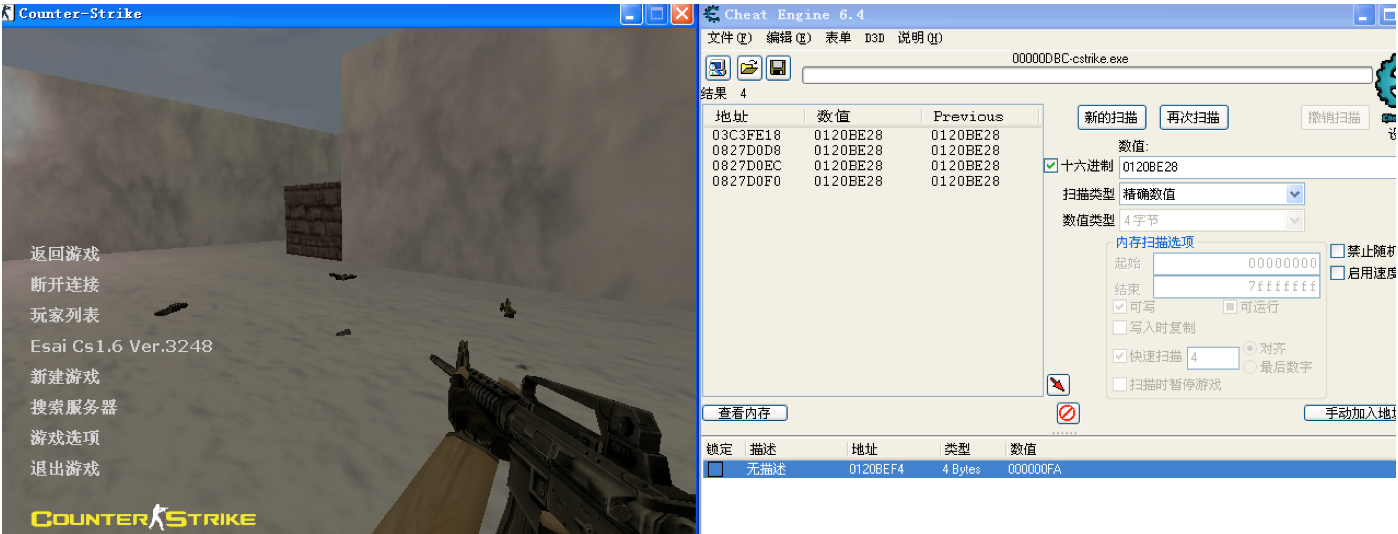 Counter-Strike
返回游戏
断开连接
玩家列表
Esai Cs1.6 Ver.3248
新建游戏
搜索服务器
游戏选项
退出游戏
COUNTER STRIKE
Cheat Engine 6.4
文件(F) 编辑(E) 表单 D3D 说明(H)
00000DBC-cstrike.exe
结果 4
地址 数值 Previous
03C3FE18 0120BE28 0120BE28
0827D0D8 0120BE28 0120BE28
0827D0EC 0120BE28 0120BE28
0827D0F0 0120BE28 0120BE28
新的扫描 再次扫描 撤销扫描
数值:
十六进制 0120BE28
扫描类型 精确数值
数值类型 4字节
内存扫描选项
起始 00000000
结束 7fffffff
可写 可运行
写入时复制
快速扫描 4 对齐
最后数字
扫描时暂停游戏
禁止随机
启用速度
查看内存 手动加入地址
锁定 描述 地址 类型 数值
无描述 0120BEF4 4 Bytes 000000FA